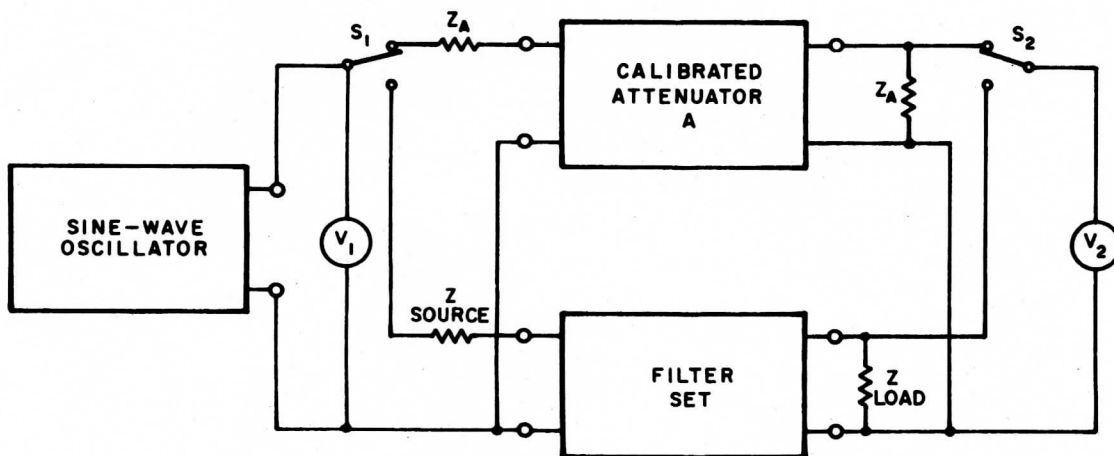 S1
ZA
CALIBRATED
ATTENUATOR
A
ZA
S2
SINE-WAVE
OSCILLATOR
V1
V2
Z
SOURCE
FILTER
SET
Z
LOAD